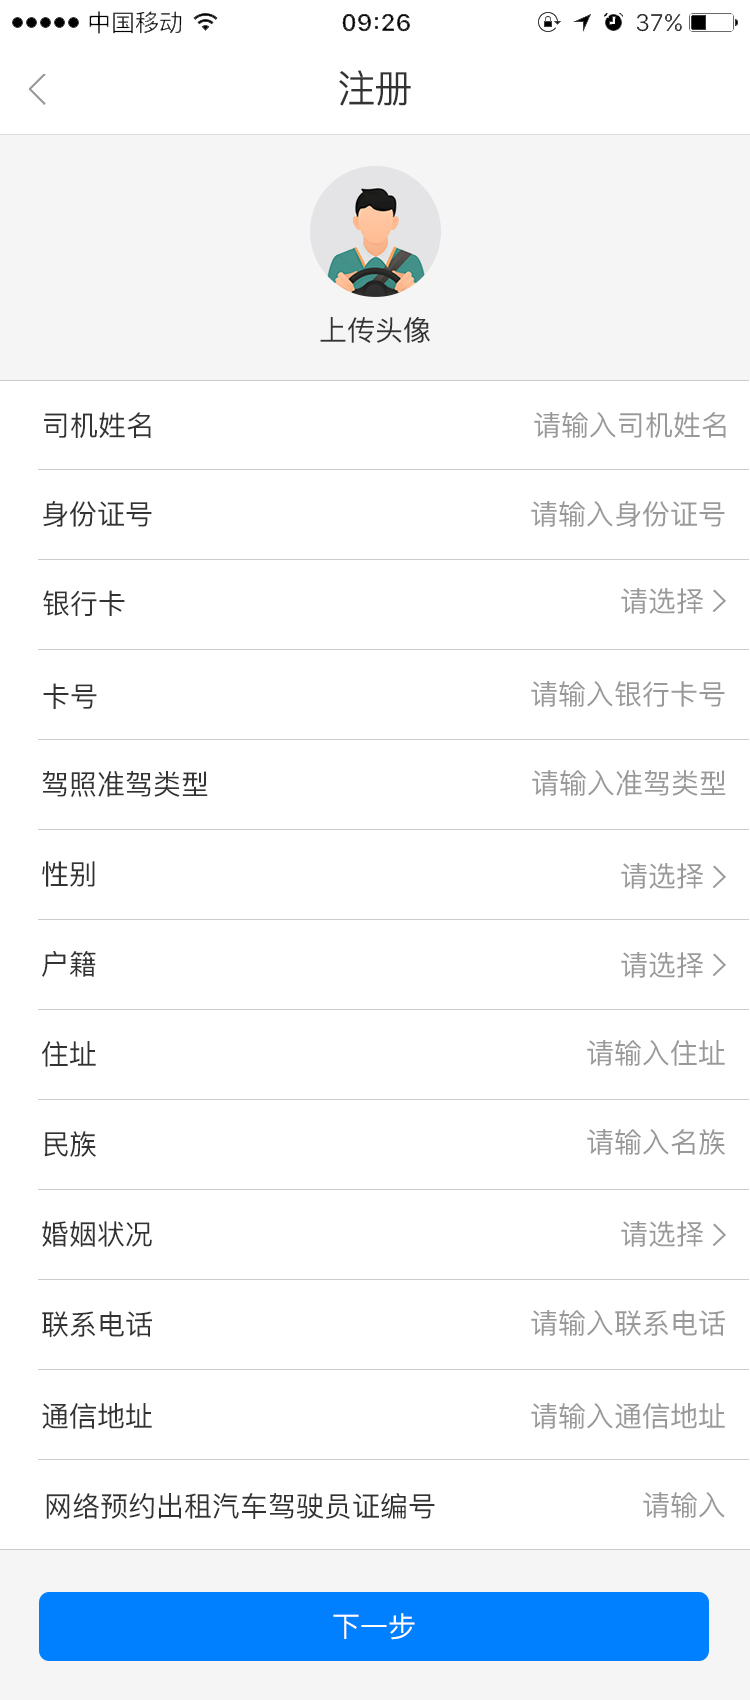 中国移动 09:26 37%
注册
上传头像
司机姓名 请输入司机姓名
身份证号 请输入身份证号
银行卡 请选择
卡号 请输入银行卡号
驾照准驾类型 请输入准驾类型
性别 请选择
户籍 请选择
住址 请输入住址
民族 请输入名族
婚姻状况 请选择
联系电话 请输入联系电话
通信地址 请输入通信地址
网络预约出租汽车驾驶员证编号 请输入
下一步